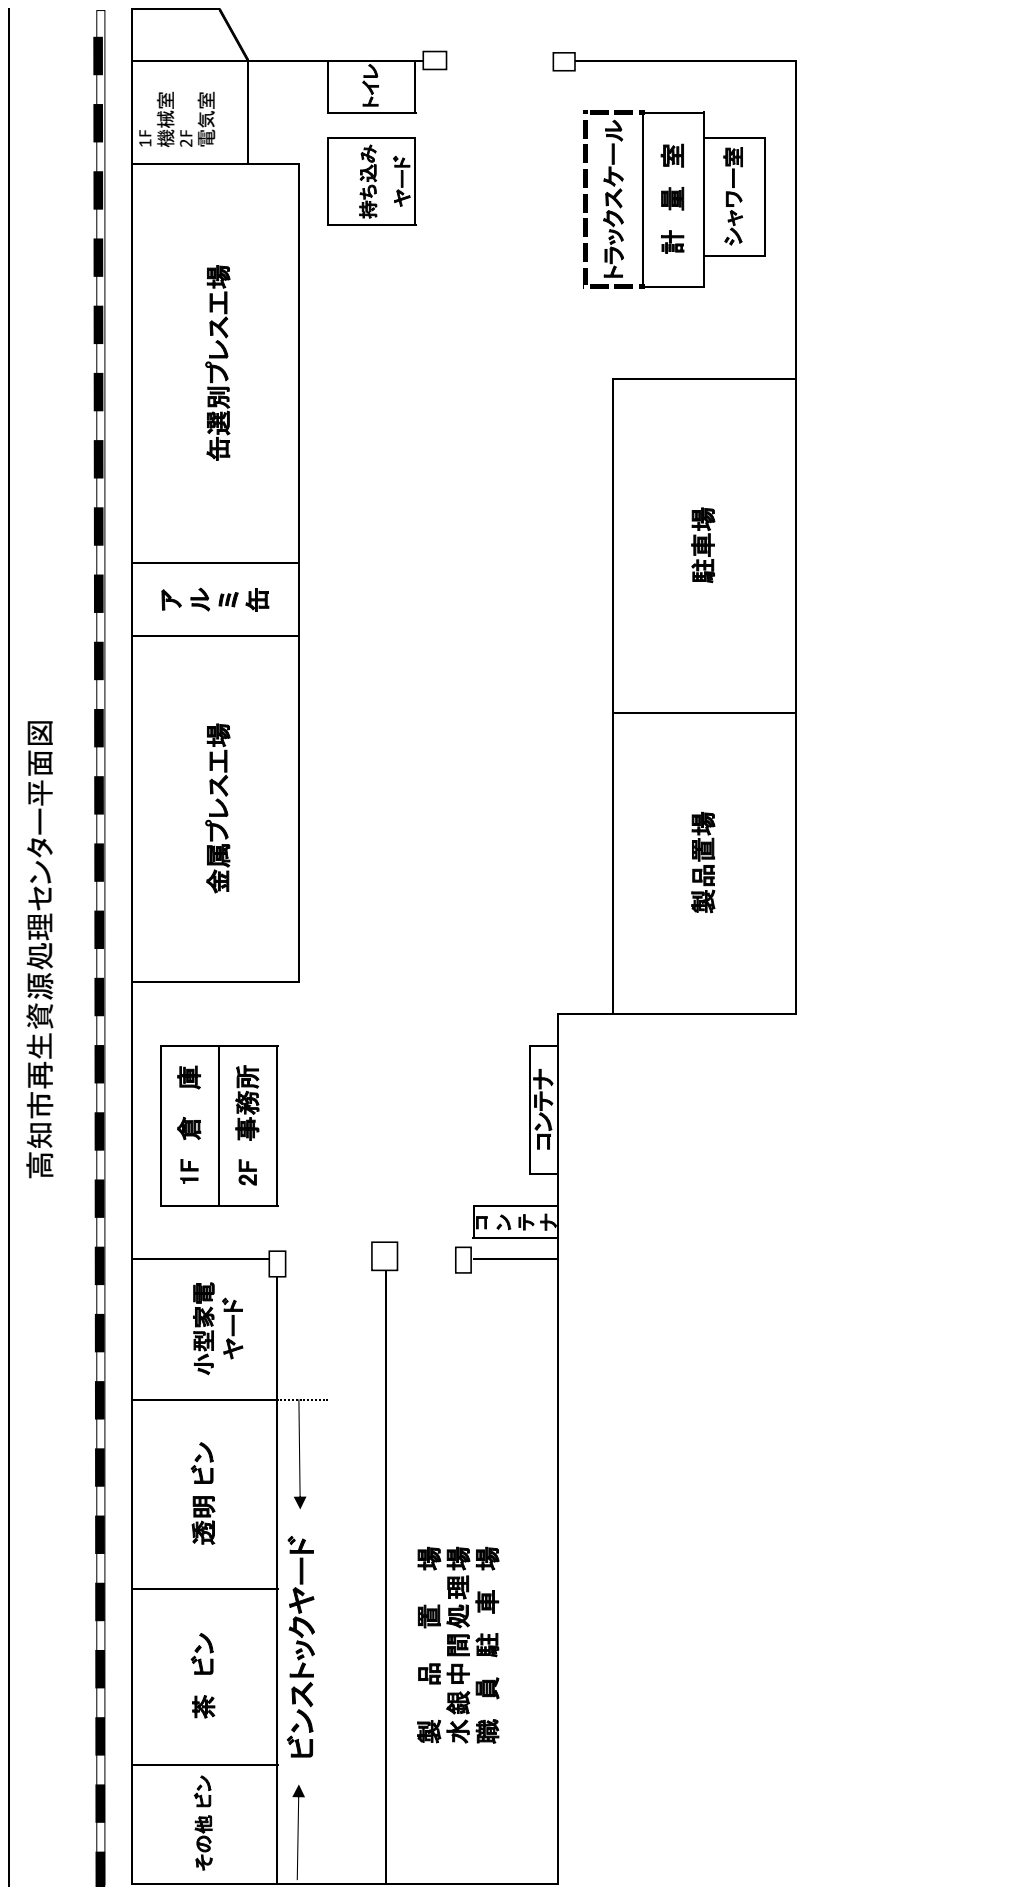 高知市再生資源処理センター平面図
1F
機械室
2F
電気室
トイレ
持ち込み
ヤード
トラックスケール
計量室
シャワー室
缶選別プレス工場
アルミ缶
金属プレス工場
駐車場
製品置場
1F 倉庫
2F 事務所
コンテナ
コンテナ
小型家電
ヤード
透明ビン
茶ビン
その他ビン
ビンストックヤード
製品置場
水銀中間処理場
職員駐車場